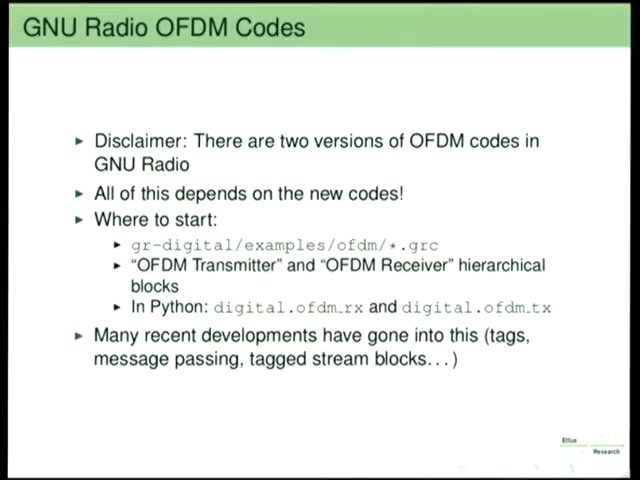 GNU Radio OFDM Codes
► Disclaimer: There are two versions of OFDM codes in
GNU Radio
► All of this depends on the new codes!
► Where to start:
► gr-digital/examples/ofdm/*.grc
► “OFDM Transmitter” and “OFDM Receiver” hierarchical
blocks
► In Python: digital.ofdm_rx and digital.ofdm_tx
► Many recent developments have gone into this (tags,
message passing, tagged stream blocks...)
Ettus
Research